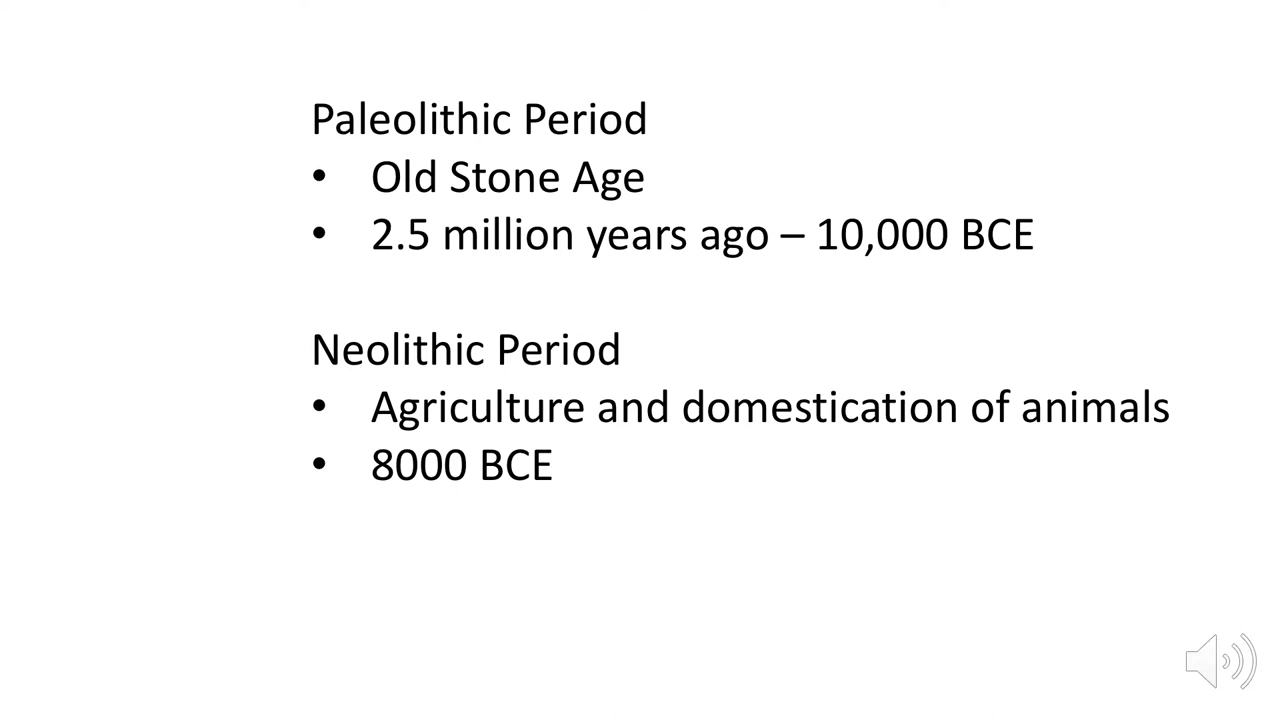 Paleolithic Period
• Old Stone Age
• 2.5 million years ago – 10,000 BCE
Neolithic Period
• Agriculture and domestication of animals
• 8000 BCE